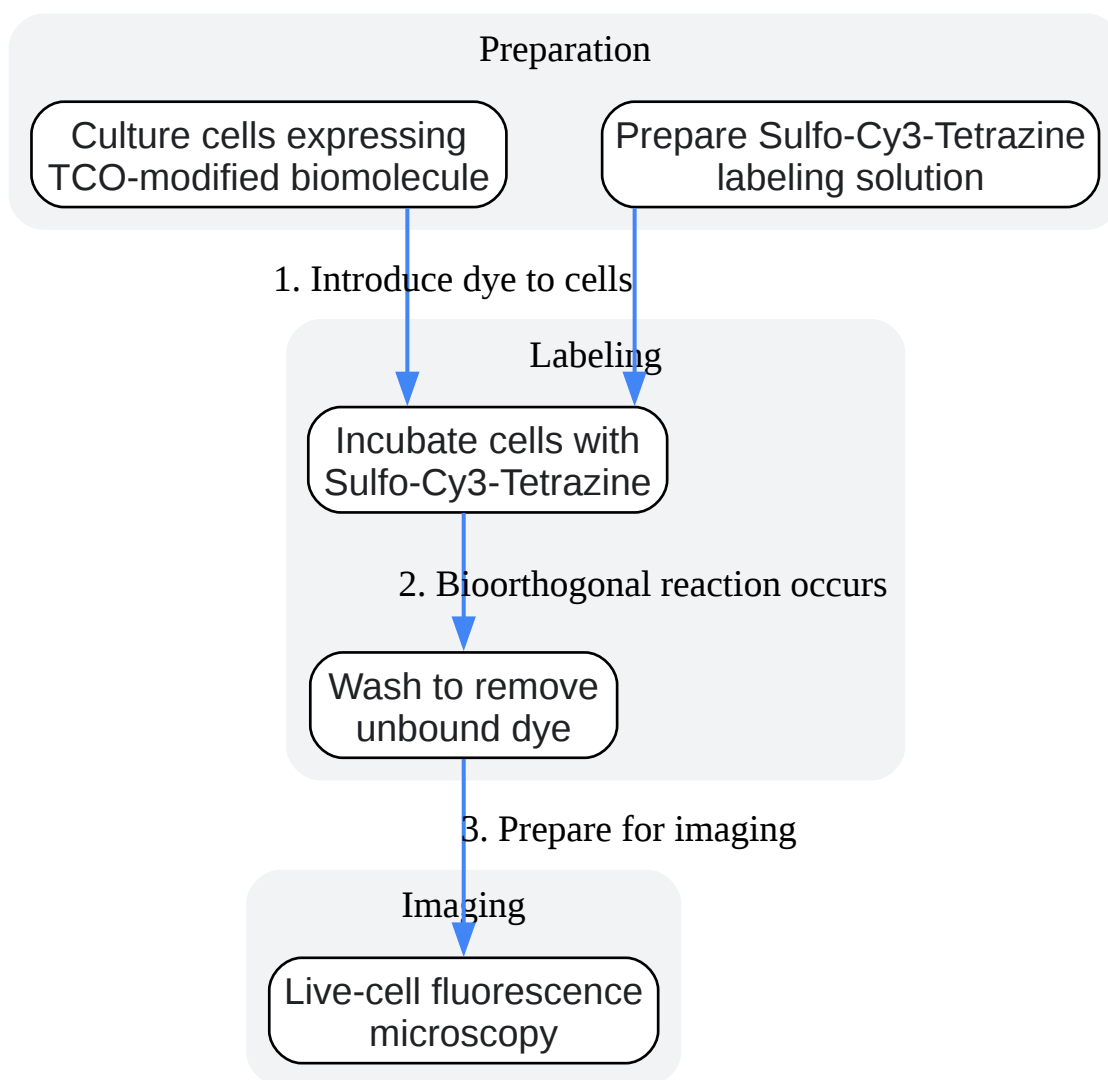 Preparation
Culture cells expressing
TCO-modified biomolecule
Prepare Sulfo-Cy3-Tetrazine
labeling solution
1. Introduce dye to cells
Labeling
Incubate cells with
Sulfo-Cy3-Tetrazine
2. Bioorthogonal reaction occurs
Wash to remove
unbound dye
3. Prepare for imaging
Imaging
Live-cell fluorescence
microscopy